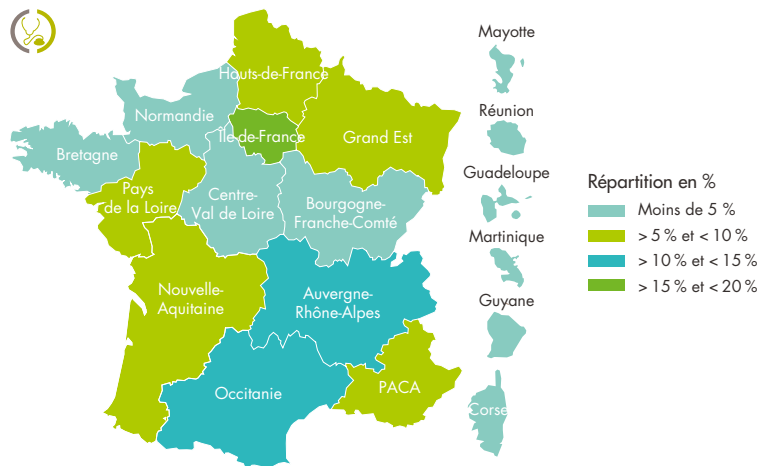 Mayotte
Hauts-de-France
Normandie
Réunion
Île-de-France
Grand Est
Bretagne
Guadeloupe
Pays
de la Loire
Centre-
Val de Loire
Bourgogne-
Franche-Comté
Martinique
Nouvelle-
Aquitaine
Auvergne-
Rhône-Alpes
Guyane
Occitanie
PACA
Corse
Répartition en %
Moins de 5 %
> 5 % et < 10 %
> 10 % et < 15 %
> 15 % et < 20 %